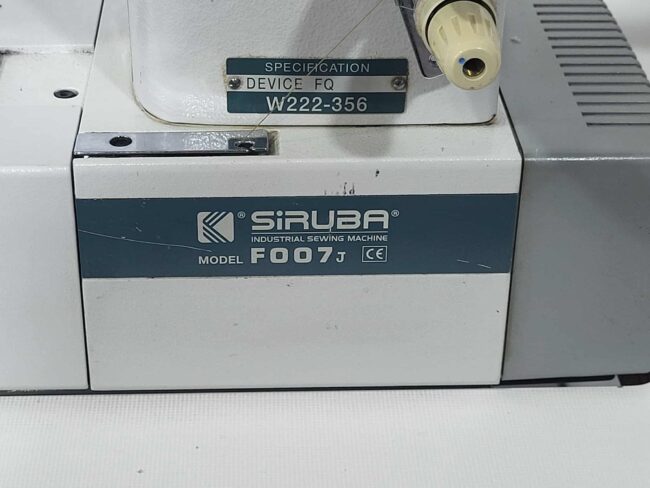 SPECIFICATION
DEVICE FQ
W222-356
® SiRUBA®
INDUSTRIAL SEWING MACHINE
MODEL F007J CE